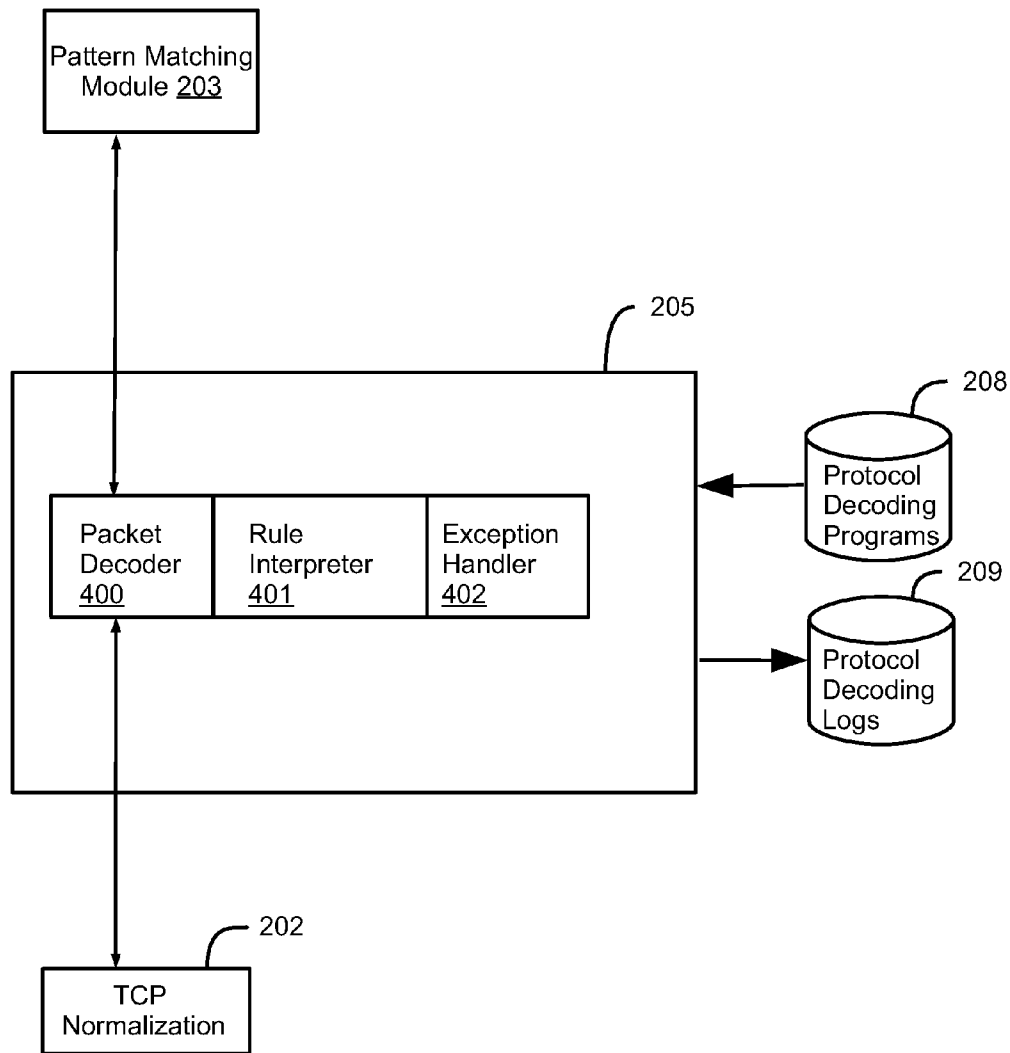 Pattern Matching
Module 203
205
208
Protocol
Decoding
Programs
Packet
Decoder
400
Rule
Interpreter
401
Exception
Handler
402
209
Protocol
Decoding
Logs
202
TCP
Normalization